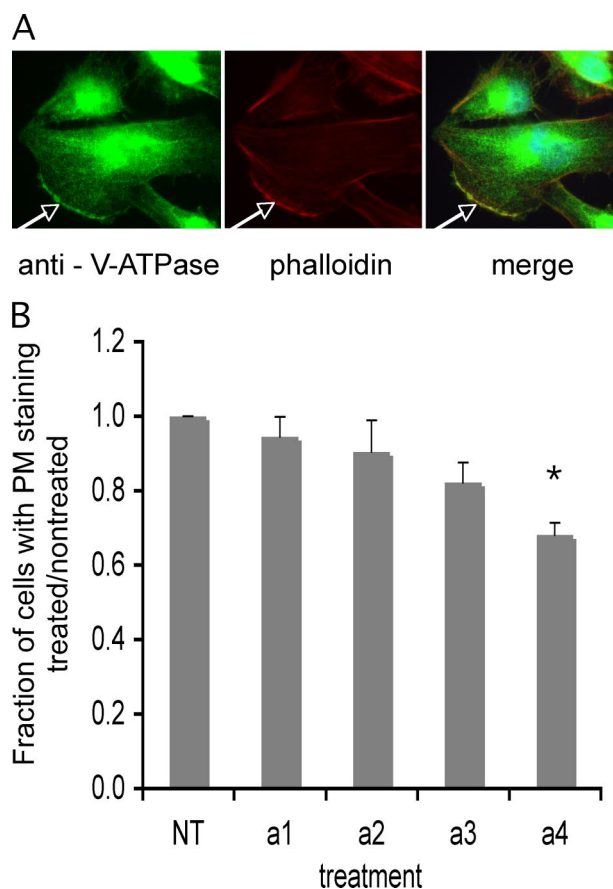 A
anti - V-ATPase phalloidin merge
B
Fraction of cells with PM staining
treated/nontreated
1.2
1.0
0.8
0.6
0.4
0.2
0.0
*
NT a1 a2 a3 a4
treatment